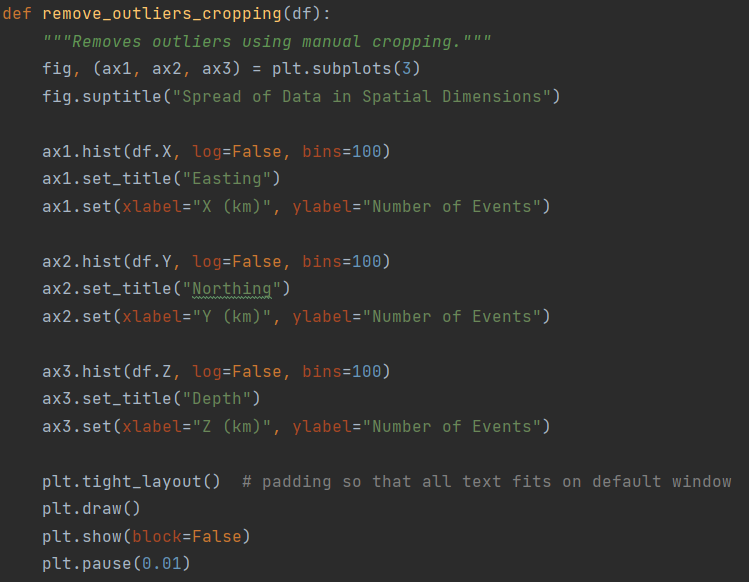 def remove_outliers_cropping(df):
    """Removes outliers using manual cropping."""
    fig, (ax1, ax2, ax3) = plt.subplots(3)
    fig.suptitle("Spread of Data in Spatial Dimensions")

    ax1.hist(df.X, log=False, bins=100)
    ax1.set_title("Easting")
    ax1.set(xlabel="X (km)", ylabel="Number of Events")

    ax2.hist(df.Y, log=False, bins=100)
    ax2.set_title("Northing")
    ax2.set(xlabel="Y (km)", ylabel="Number of Events")

    ax3.hist(df.Z, log=False, bins=100)
    ax3.set_title("Depth")
    ax3.set(xlabel="Z (km)", ylabel="Number of Events")

    plt.tight_layout()  # padding so that all text fits on default window
    plt.draw()
    plt.show(block=False)
    plt.pause(0.01)